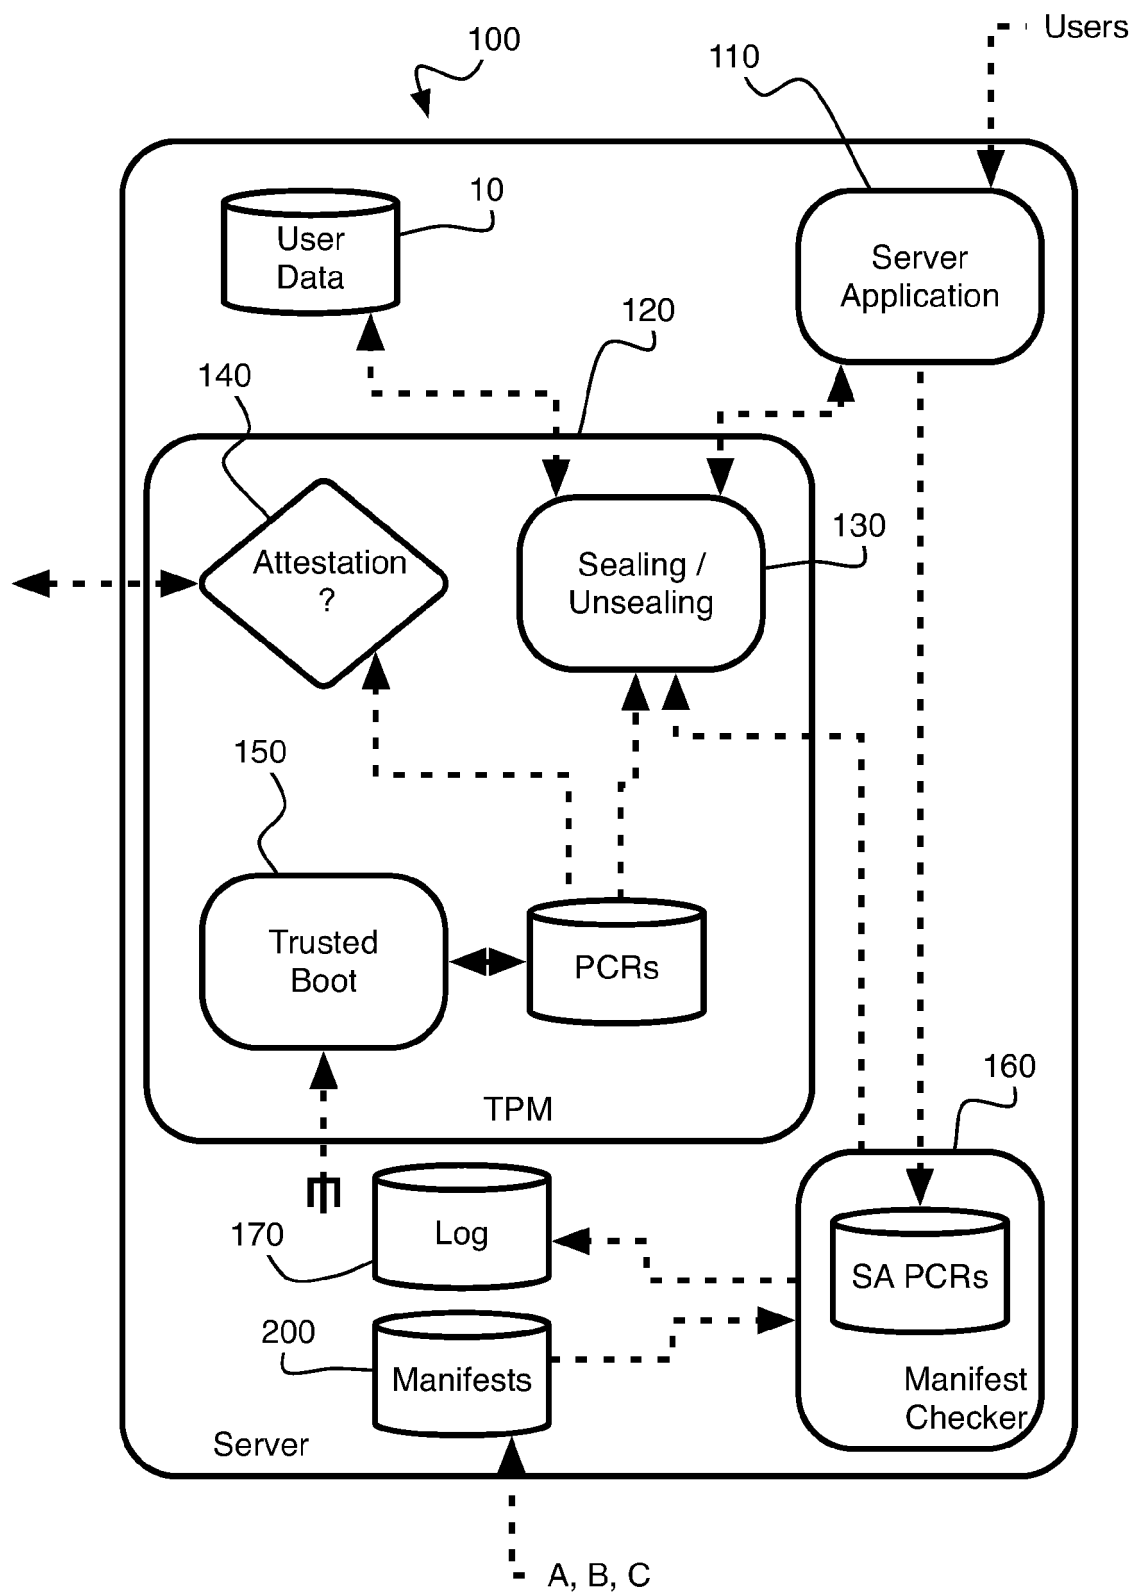 Users
100
110
10
User
Data
Server
Application
120
140
130
Attestation
?
Sealing /
Unsealing
150
Trusted
Boot
PCRs
160
TPM
170
Log
SA PCRs
200
Manifests
Manifest
Checker
Server
A, B, C